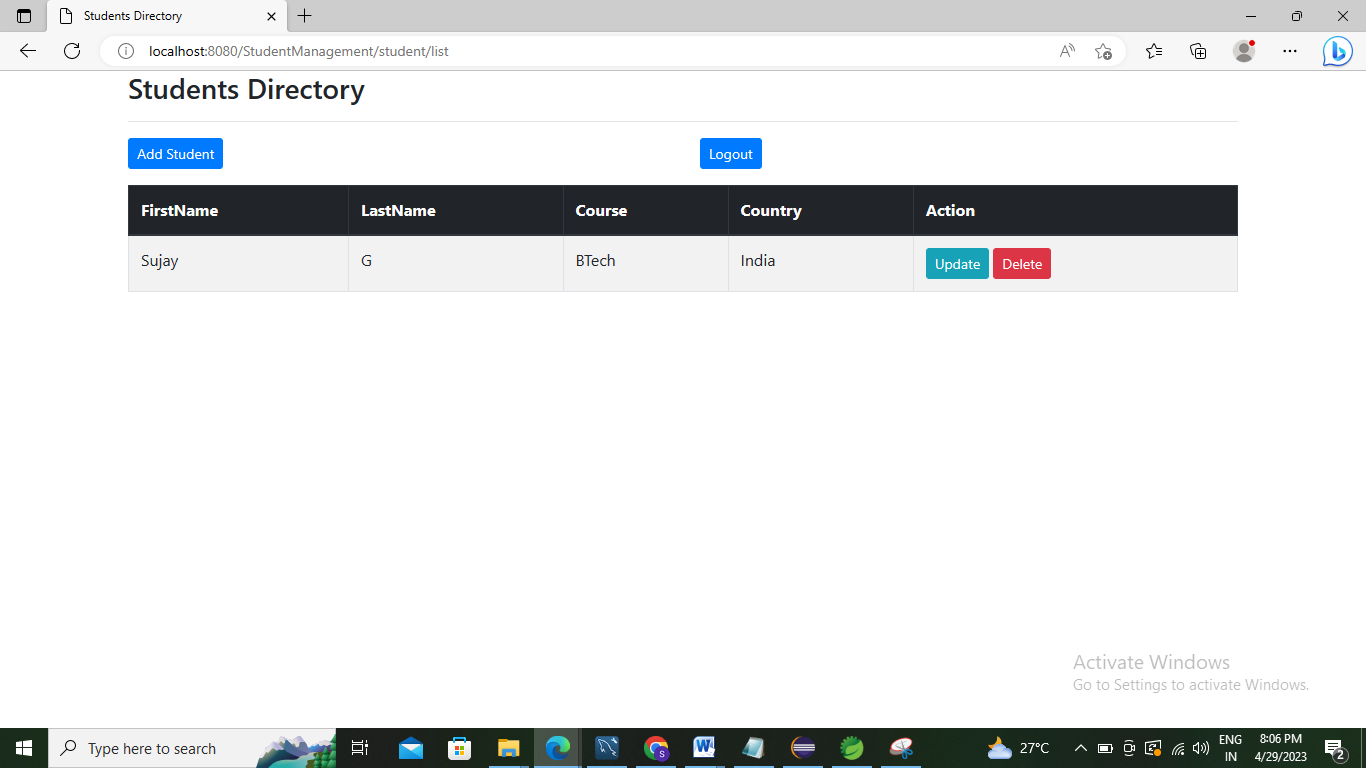 Students Directory
localhost:8080/StudentManagement/student/list
Students Directory
Add Student Logout
FirstName LastName Course Country Action
Sujay G BTech India Update Delete
Activate Windows
Go to Settings to activate Windows.
Type here to search 27°C ENG 8:06 PM
IN 4/29/2023 2